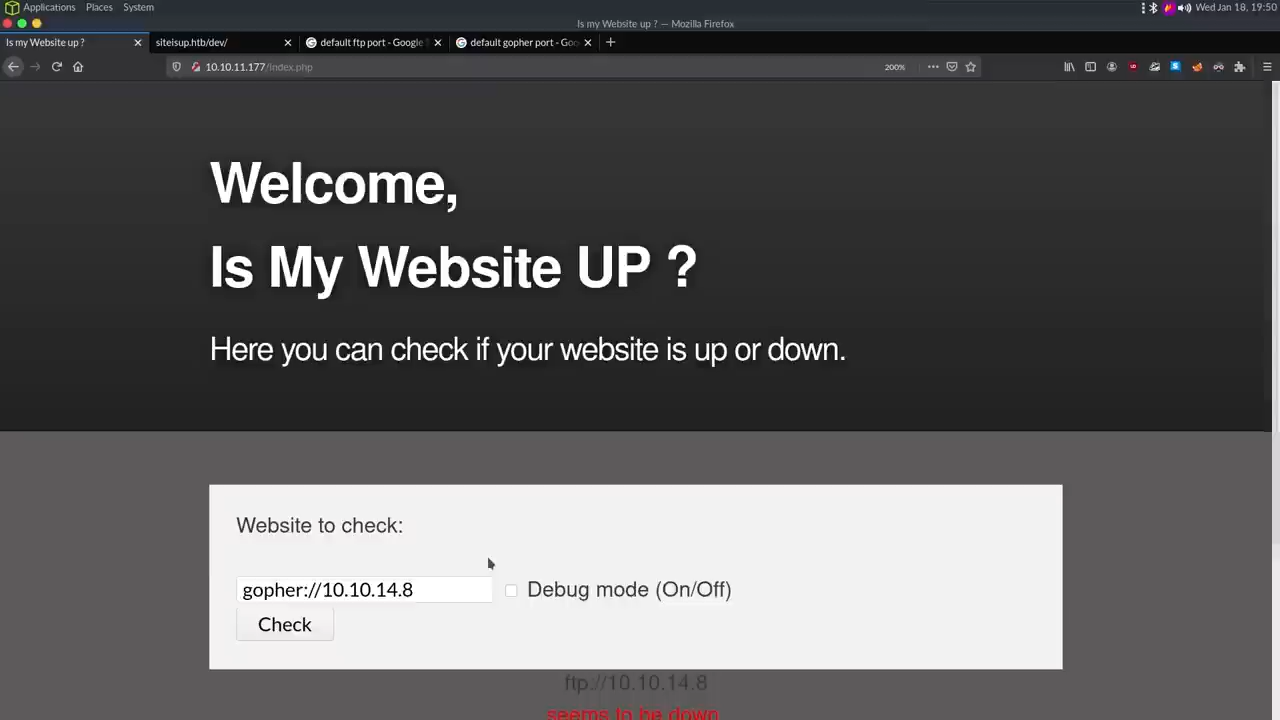 Applications Places System
Wed Jan 18, 19:50
Is my Website up ? — Mozilla Firefox
Is my Website up ?
siteisup.htb/dev/
default ftp port - Google
default gopher port - Goo
10.10.11.177/index.php
200%
Welcome,
Is My Website UP ?
Here you can check if your website is up or down.
Website to check:
gopher://10.10.14.8
Debug mode (On/Off)
Check
ftp://10.10.14.8
seems to be down.